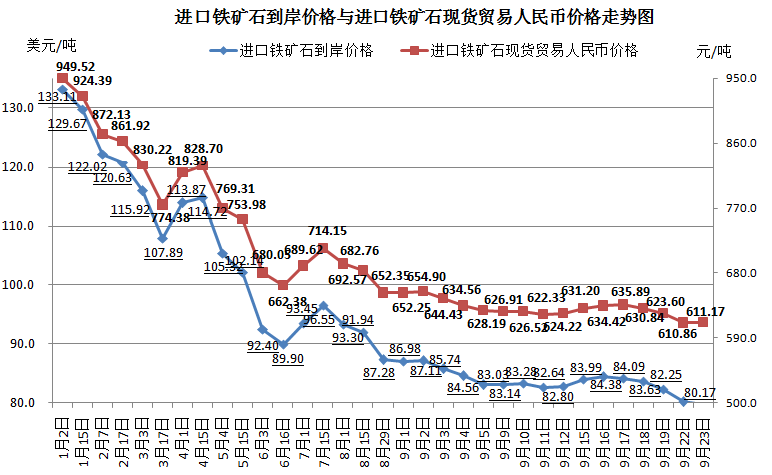 进口铁矿石到岸价格与进口铁矿石现货贸易人民币价格走势图
美元/吨
进口铁矿石到岸价格
进口铁矿石现货贸易人民币价格
元/吨
130.0
120.0
110.0
100.0
90.0
80.0
949.52
924.39
872.13
861.92
830.22
774.38
819.39
828.70
769.31
753.98
680.03
662.38
689.62
714.15
692.57
682.76
652.35
652.25
654.90
644.43
634.56
628.19
626.91
626.52
622.33
624.22
631.20
634.42
635.89
630.84
623.60
610.86
611.17
133.11
129.67
122.02
120.63
115.92
107.89
113.87
114.72
105.32
102.14
92.40
89.90
93.45
96.55
93.30
91.94
87.28
86.98
87.11
85.74
84.56
83.03
83.14
83.28
82.64
82.80
83.99
84.38
84.09
83.63
82.25
80.17
950.0
860.0
770.0
680.0
590.0
500.0
1月2日
1月15日
2月7日
2月17日
3月3日
3月17日
4月1日
4月15日
5月4日
5月15日
6月3日
6月16日
7月1日
7月15日
8月1日
8月15日
8月29日
9月1日
9月2日
9月3日
9月4日
9月5日
9月9日
9月10日
9月11日
9月12日
9月15日
9月16日
9月17日
9月18日
9月19日
9月22日
9月23日